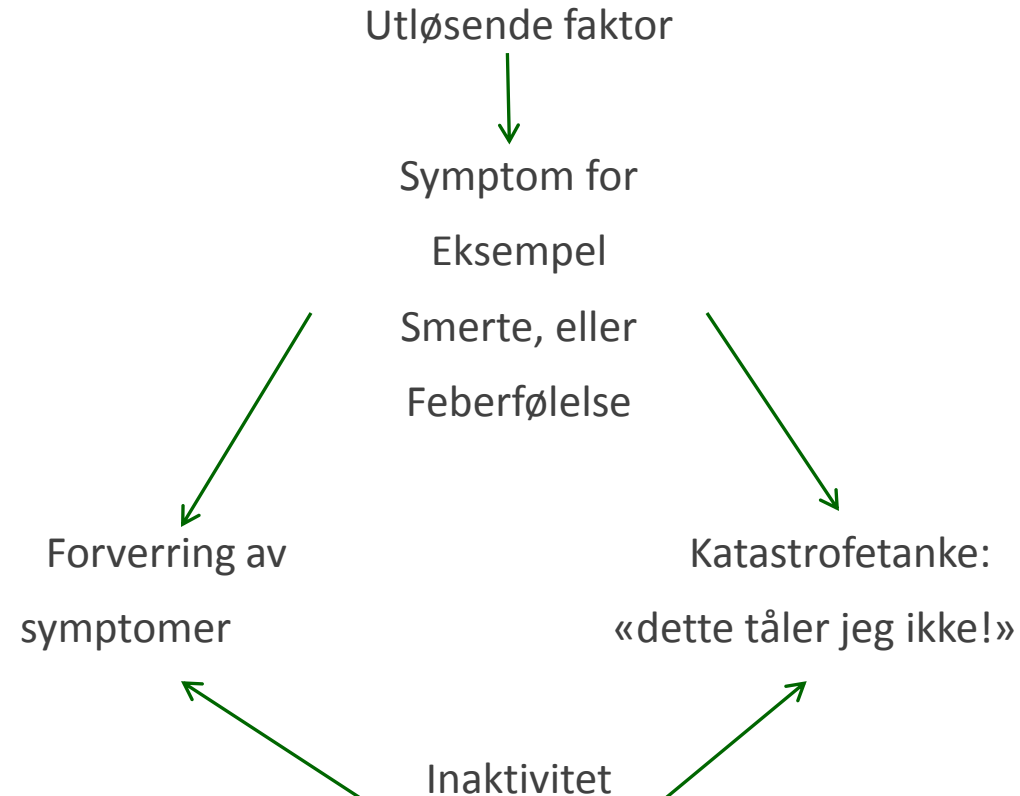 Utløsende faktor
Symptom for
Eksempel
Smerte, eller
Feberfølelse
Forverring av
symptomer
Katastrofetanke:
«dette tåler jeg ikke!»
Inaktivitet